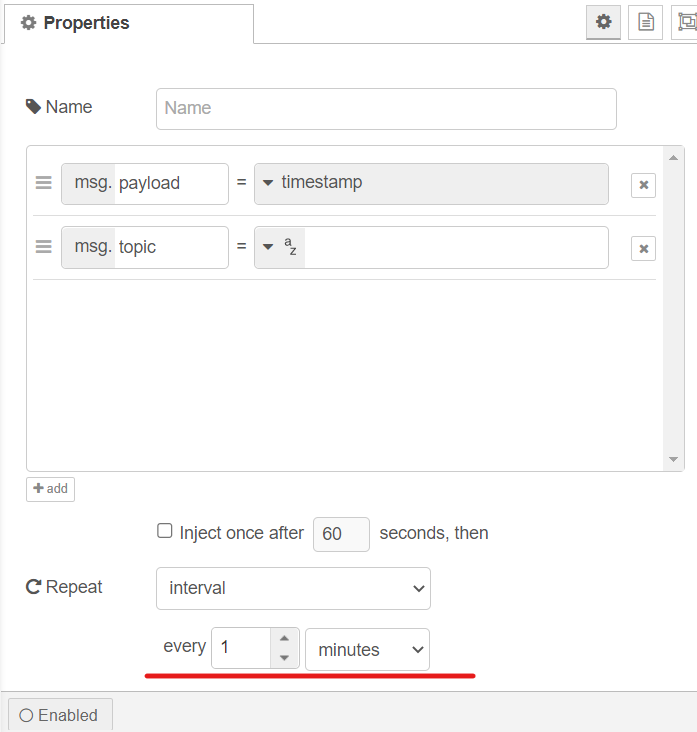 Properties
Name Name
msg. payload = timestamp
msg. topic = a z
add
Inject once after 60 seconds, then
Repeat interval
every 1 minutes
Enabled